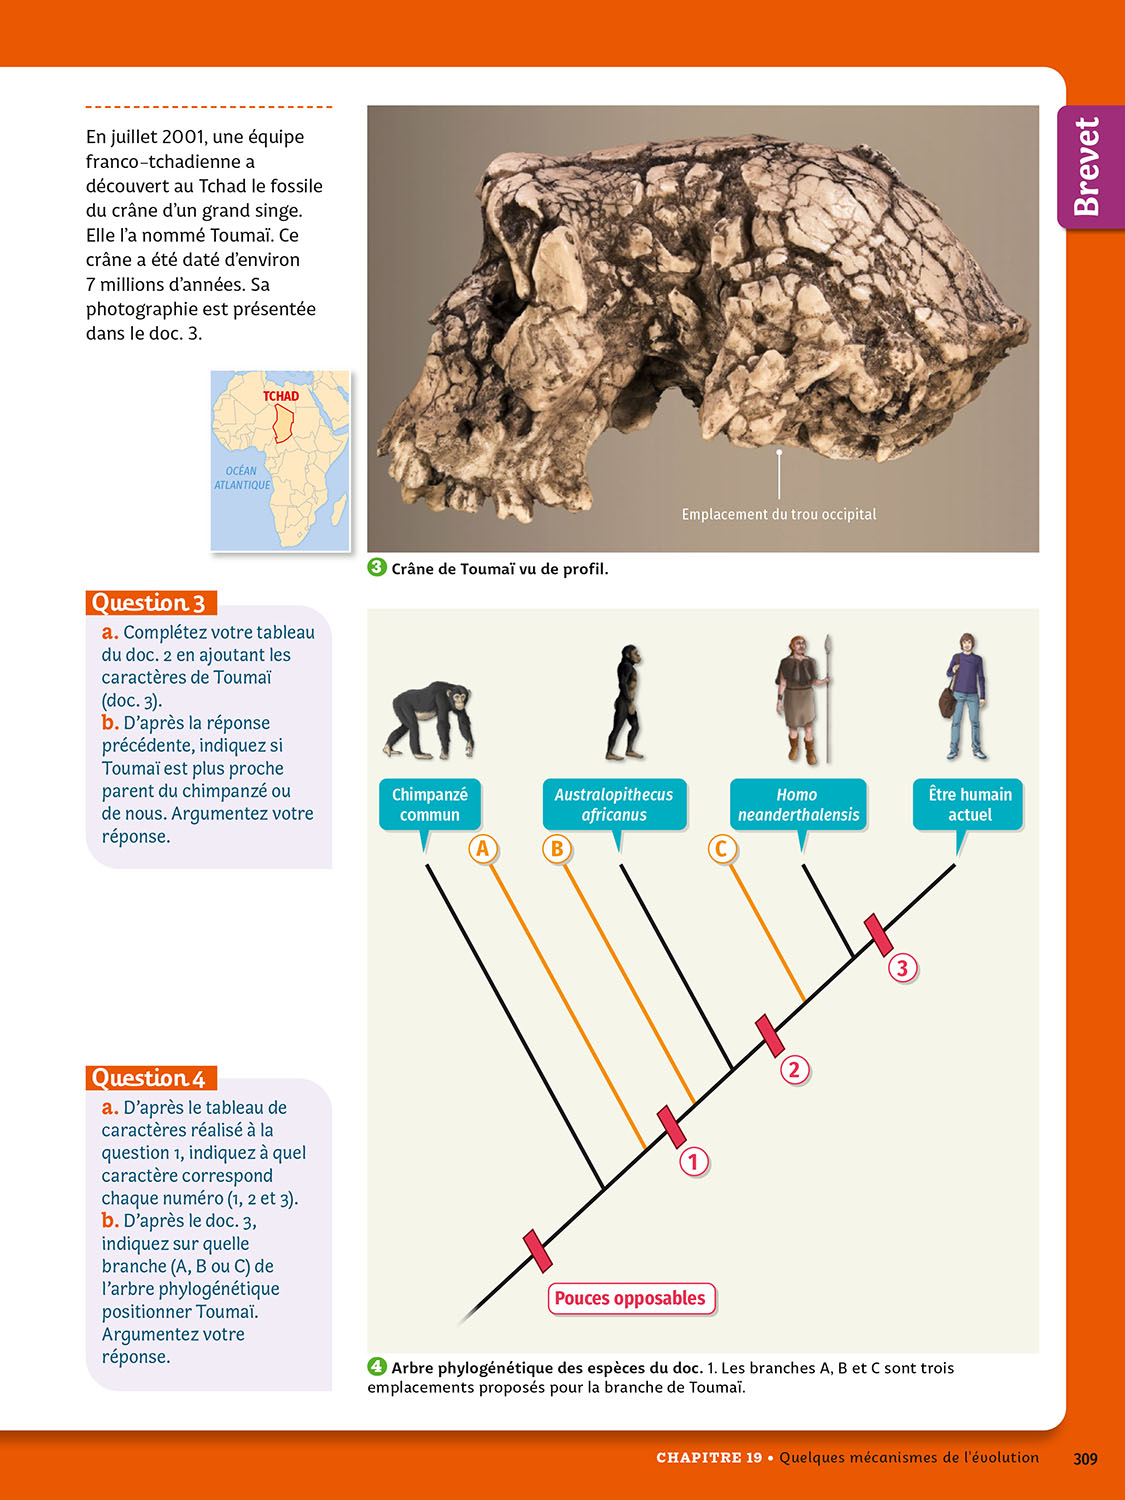 Brevet
En juillet 2001, une équipe
franco-tchadienne a
découvert au Tchad le fossile
du crâne d'un grand singe.
Elle l'a nommé Toumaï. Ce
crâne a été daté d'environ
7 millions d'années. Sa
photographie est présentée
dans le doc. 3.
TCHAD
OCÉAN
ATLANTIQUE
Emplacement du trou occipital
3 Crâne de Toumaï vu de profil.
Question 3
a. Complétez votre tableau
du doc. 2 en ajoutant les
caractères de Toumaï
(doc. 3).
b. D'après la réponse
précédente, indiquez si
Toumaï est plus proche
parent du chimpanzé ou
de nous. Argumentez votre
réponse.
Question 4
a. D'après le tableau de
caractères réalisé à la
question 1, indiquez à quel
caractère correspond
chaque numéro (1, 2 et 3).
b. D'après le doc. 3,
indiquez sur quelle
branche (A, B ou C) de
l'arbre phylogénétique
positionner Toumaï.
Argumentez votre
réponse.
Chimpanzé
commun
Australopithecus
africanus
Homo
neanderthalensis
Être humain
actuel
A
B
C
3
2
1
Pouces opposables
4 Arbre phylogénétique des espèces du doc. 1. Les branches A, B et C sont trois
emplacements proposés pour la branche de Toumaï.
CHAPITRE 19 • Quelques mécanismes de l'évolution 309